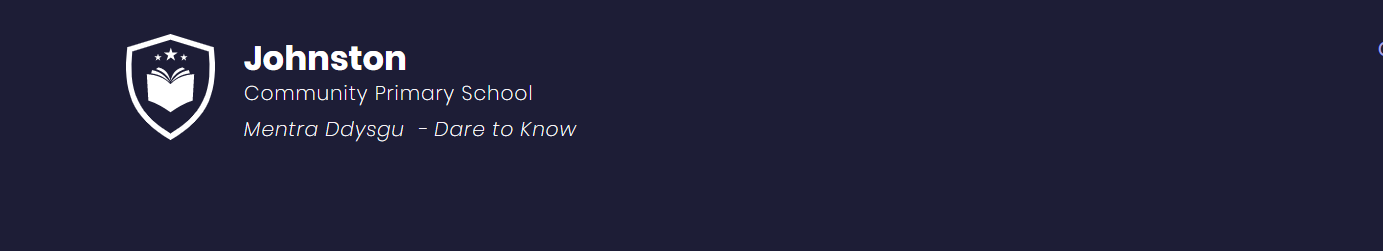 Johnston
Community Primary School
Mentra Ddysgu - Dare to Know